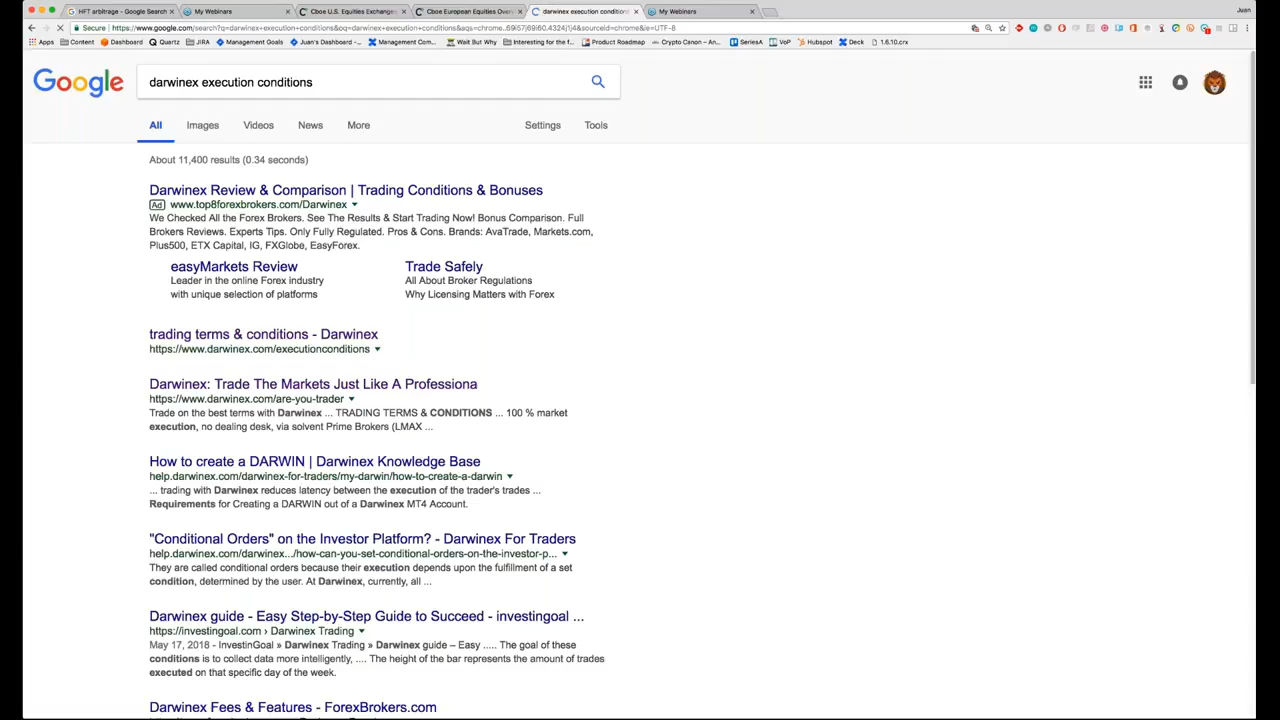 HFT arbitrage - Google Search
My Webinars
Cboe U.S. Equities Exchange
Cboe European Equities Over
darwinex execution condition
My Webinars
Juan
Secure
https://www.google.com/search?q=darwinex+execution+conditions&oq=darwinex+execution+conditions&aqs=chrome..69i57j69i60.4324j1j4&sourceid=chrome&ie=UTF-8
Apps
Content
Dashboard
Quartz
JIRA
Management Goals
Juan's Dashboard -...
Management Com...
Wait But Why
Interesting for the f...
Product Roadmap
Crypto Canon – An...
SeriesA
VoP
Hubspot
Deck
1.6.10.crx
Google
darwinex execution conditions
All
Images
Videos
News
More
Settings
Tools
About 11,400 results (0.34 seconds)
Darwinex Review & Comparison | Trading Conditions & Bonuses
Ad www.top8forexbrokers.com/Darwinex
We Checked All the Forex Brokers. See The Results & Start Trading Now! Bonus Comparison. Full
Brokers Reviews. Experts Tips. Only Fully Regulated. Pros & Cons. Brands: AvaTrade, Markets.com,
Plus500, ETX Capital, IG, FXGlobe, EasyForex.
easyMarkets Review
Leader in the online Forex industry
with unique selection of platforms
Trade Safely
All About Broker Regulations
Why Licensing Matters with Forex
trading terms & conditions - Darwinex
https://www.darwinex.com/executionconditions
Darwinex: Trade The Markets Just Like A Professiona
https://www.darwinex.com/are-you-trader
Trade on the best terms with Darwinex ... TRADING TERMS & CONDITIONS ... 100 % market
execution, no dealing desk, via solvent Prime Brokers (LMAX ...
How to create a DARWIN | Darwinex Knowledge Base
help.darwinex.com/darwinex-for-traders/my-darwin/how-to-create-a-darwin
... trading with Darwinex reduces latency between the execution of the trader's trades ...
Requirements for Creating a DARWIN out of a Darwinex MT4 Account.
"Conditional Orders" on the Investor Platform? - Darwinex For Traders
help.darwinex.com/darwinex.../how-can-you-set-conditional-orders-on-the-investor-p...
They are called conditional orders because their execution depends upon the fulfillment of a set
condition, determined by the user. At Darwinex, currently, all ...
Darwinex guide - Easy Step-by-Step Guide to Succeed - investingoal ...
https://investingoal.com › Darwinex Trading
May 17, 2018 - InvestinGoal » Darwinex Trading » Darwinex guide – Easy ..... The goal of these
conditions is to collect data more intelligently, .... The height of the bar represents the amount of trades
executed on that specific day of the week.
Darwinex Fees & Features - ForexBrokers.com